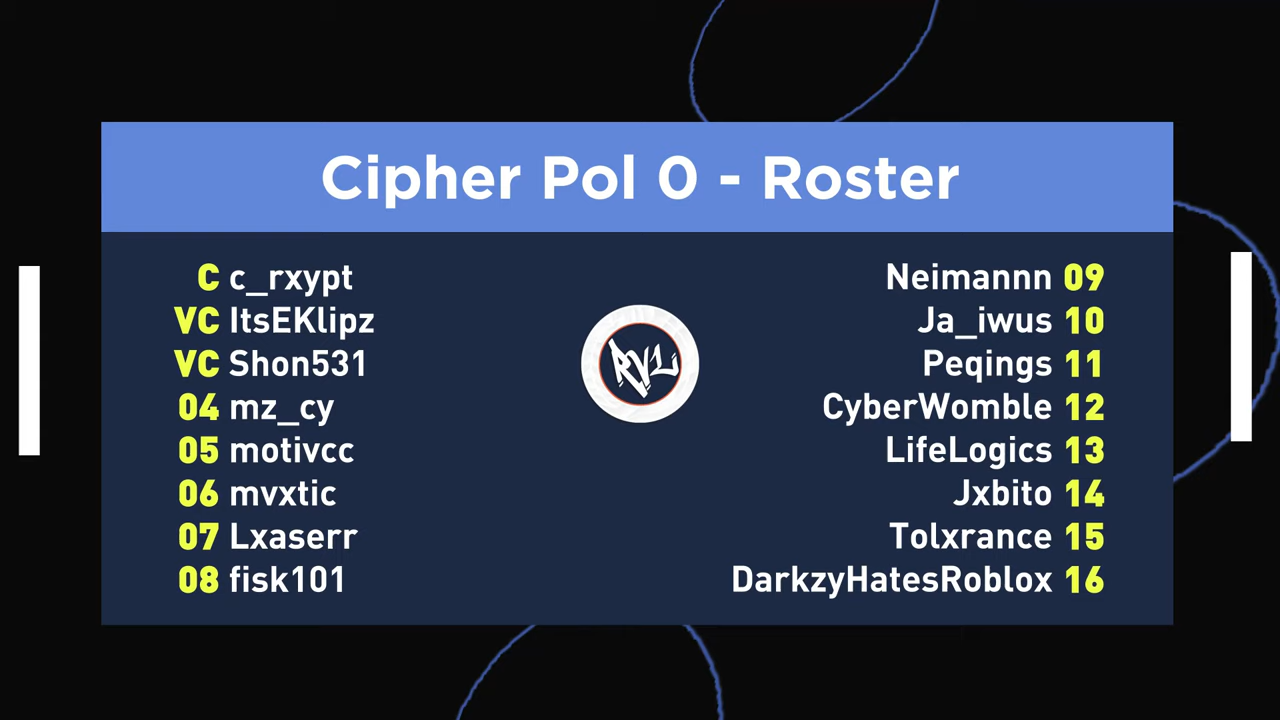 Cipher Pol 0 - Roster
C c_rxypt
VC ItsEKlipz
VC Shon531
04 mz_cy
05 motivcc
06 mvxtic
07 Lxaserr
08 fisk101
RVL
Neimannn 09
Ja_iwus 10
Peqings 11
CyberWomble 12
LifeLogics 13
Jxbito 14
Tolxrance 15
DarkzyHatesRoblox 16